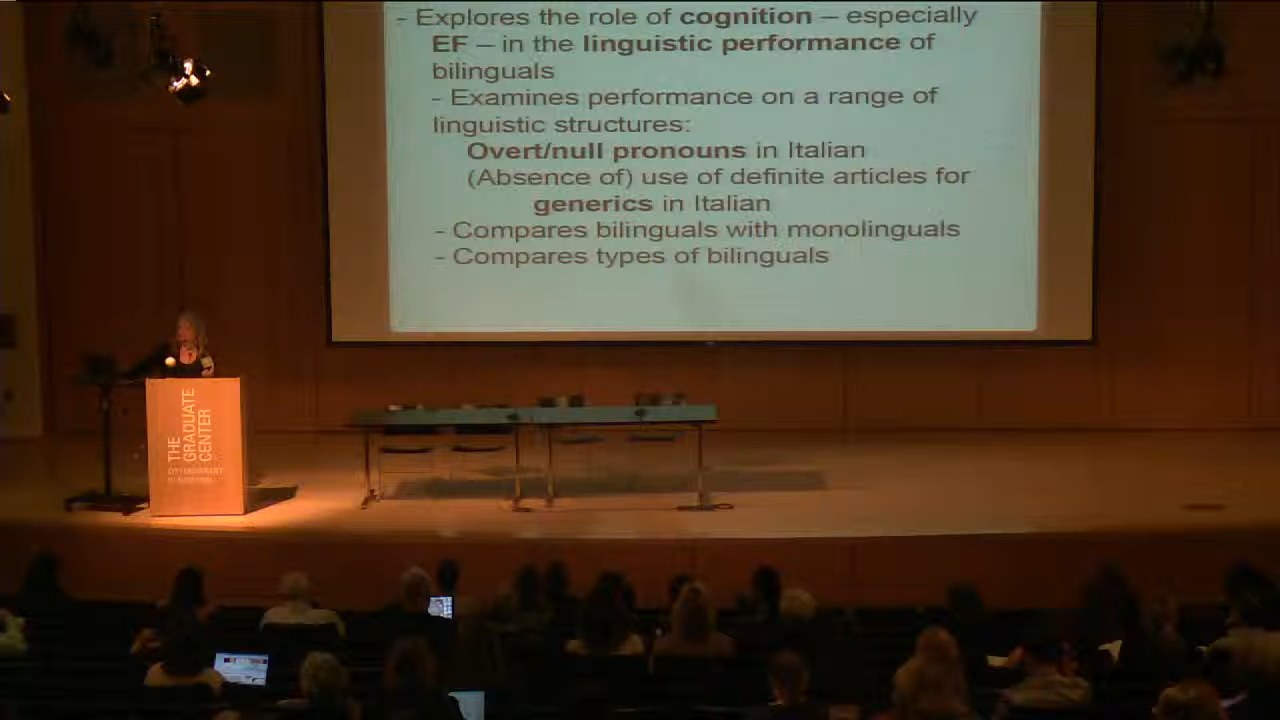 - Explores the role of cognition – especially
EF – in the linguistic performance of
bilinguals
- Examines performance on a range of
linguistic structures:
Overt/null pronouns in Italian
(Absence of) use of definite articles for
generics in Italian
- Compares bilinguals with monolinguals
- Compares types of bilinguals
THE
GRADUATE
CENTER